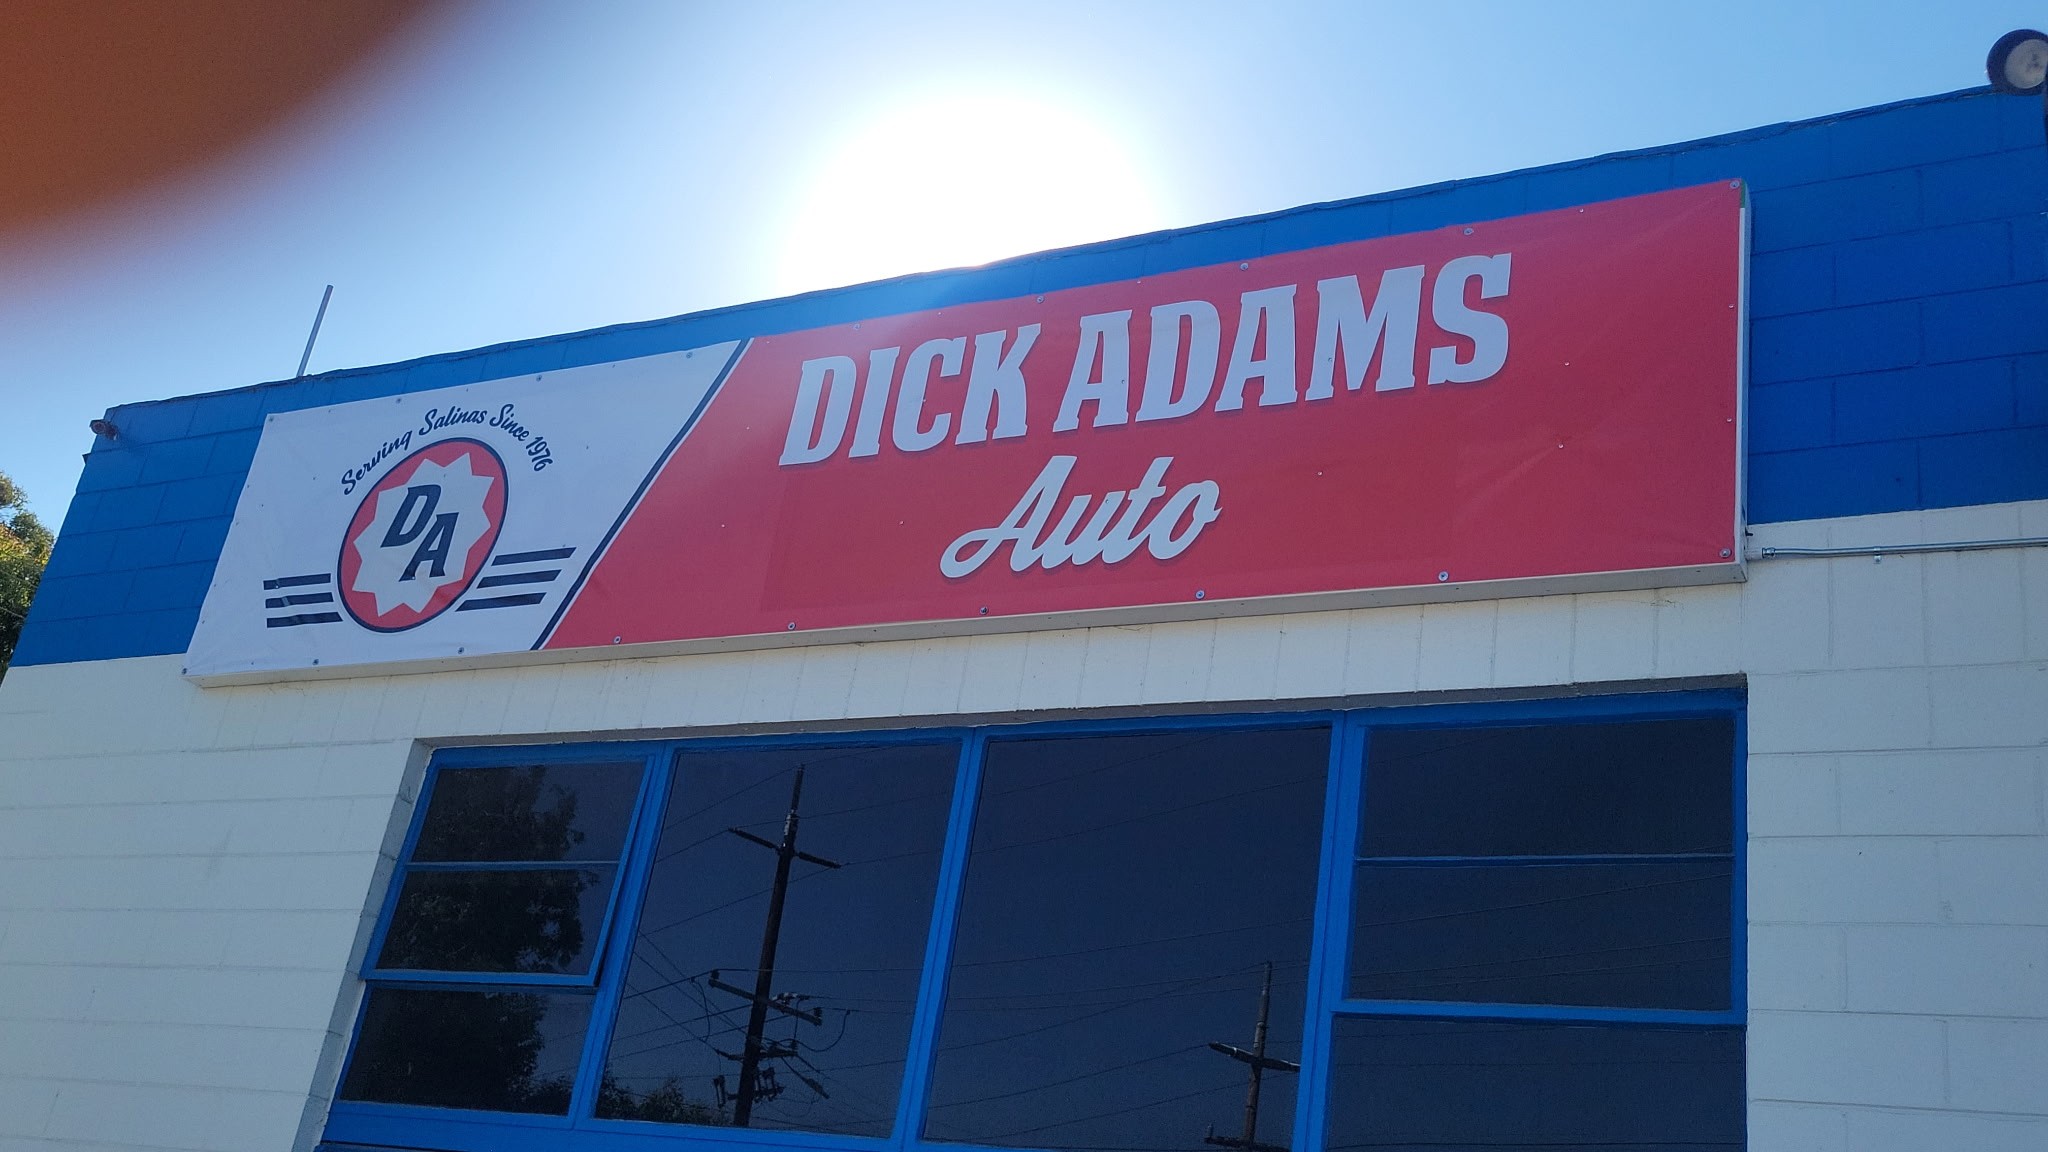 Serving Salinas Since 1976
DA
DICK ADAMS
Auto